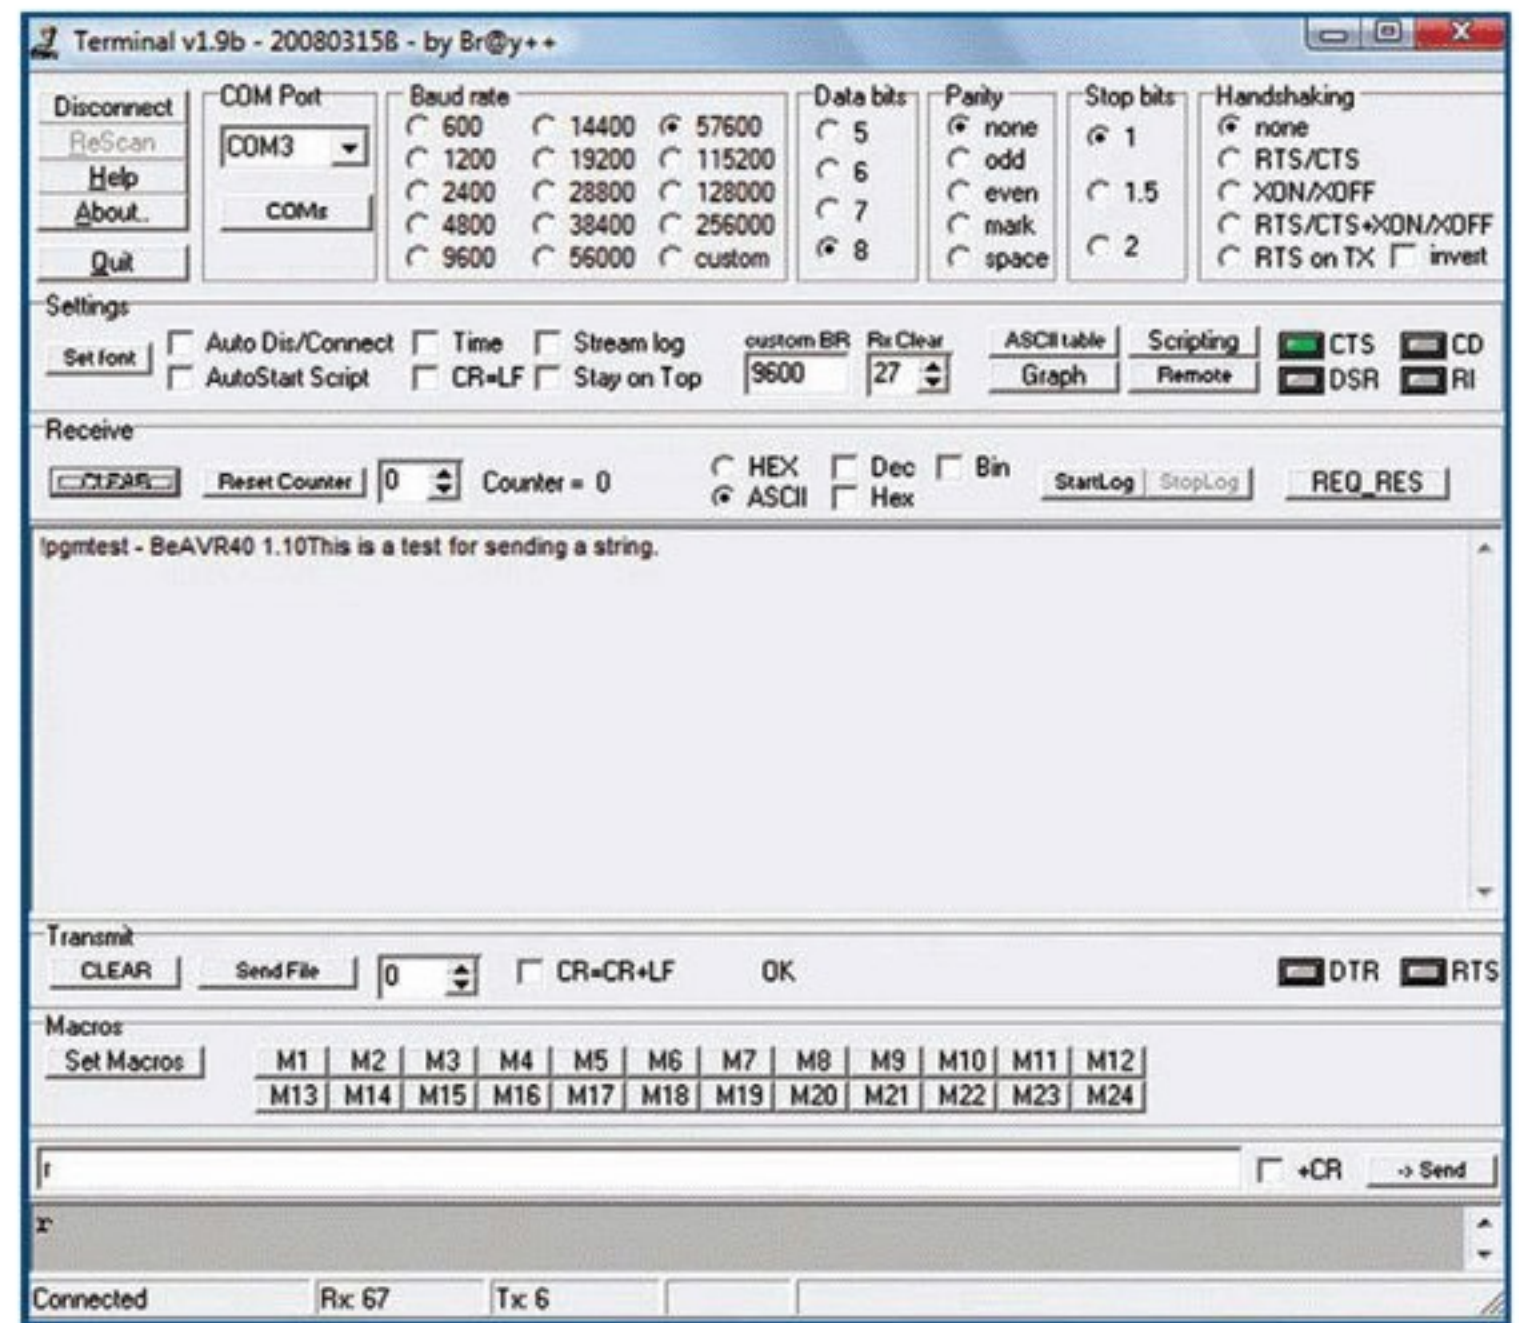 Terminal v1.9b - 20080315ß - by Br@y++
Disconnect
ReScan
Help
About..
Quit
COM Port
COM3
COMs
Baud rate
600 14400 57600
1200 19200 115200
2400 28800 128000
4800 38400 256000
9600 56000 custom
Data bits
5
6
7
8
Parity
none
odd
even
mark
space
Stop bits
1
1.5
2
Handshaking
none
RTS/CTS
XON/XOFF
RTS/CTS+XON/XOFF
RTS on TX invert
Settings
Set font
Auto Dis/Connect Time Stream log
AutoStart Script CR=LF Stay on Top
custom BR Rx Clear
9600 27
ASCII table Scripting
Graph Remote
CTS CD
DSR RI
Receive
CLEAR Reset Counter 0 Counter = 0
HEX Dec Bin
ASCII Hex
StartLog StopLog REQ_RES
!pgmtest - BeAVR40 1.10This is a test for sending a string.
Transmit
CLEAR Send File 0 CR=CR+LF OK DTR RTS
Macros
Set Macros
M1 M2 M3 M4 M5 M6 M7 M8 M9 M10 M11 M12
M13 M14 M15 M16 M17 M18 M19 M20 M21 M22 M23 M24
r +CR -> Send
r
Connected Rx: 67 Tx: 6